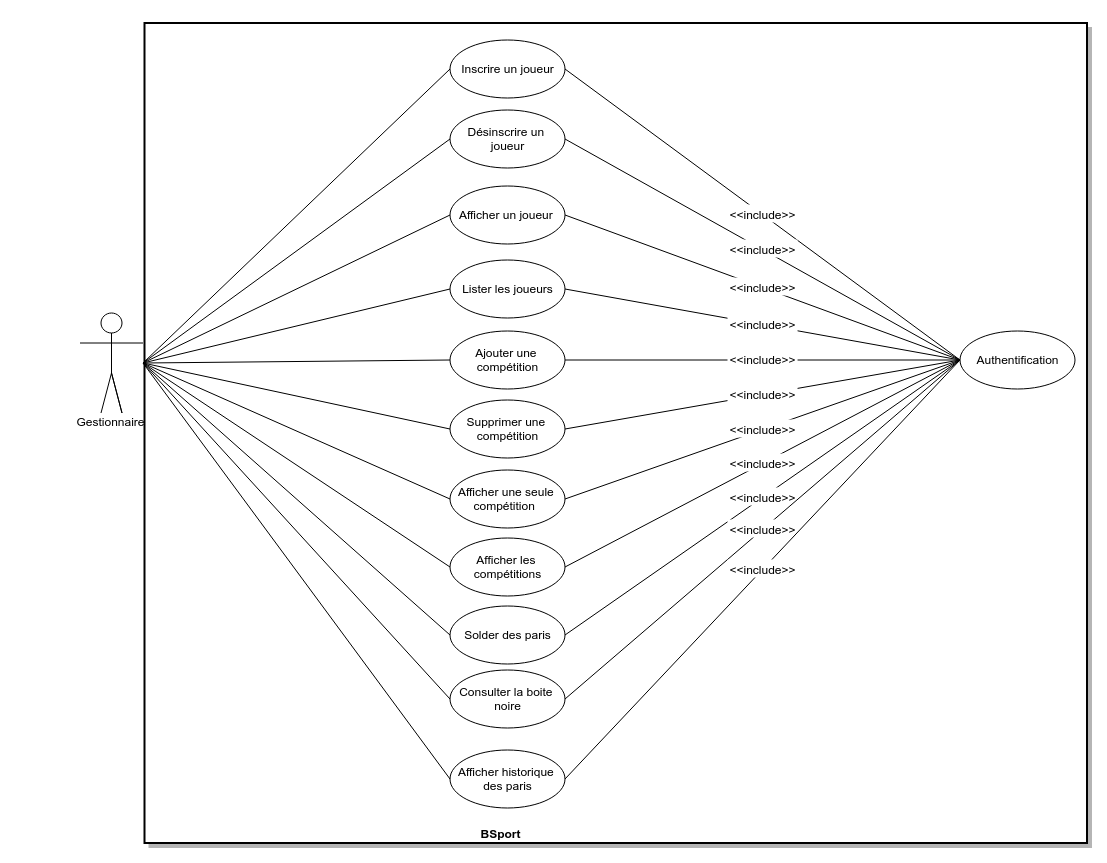 Inscrire un joueur
Désinscrire un
joueur
Afficher un joueur
<<include>>
<<include>>
Lister les joueurs
<<include>>
<<include>>
Ajouter une
compétition
<<include>>
Authentification
Gestionnaire
<<include>>
Supprimer une
compétition
<<include>>
<<include>>
Afficher une seule
compétition
<<include>>
<<include>>
Afficher les
compétitions
<<include>>
Solder des paris
Consulter la boite
noire
Afficher historique
des paris
BSport